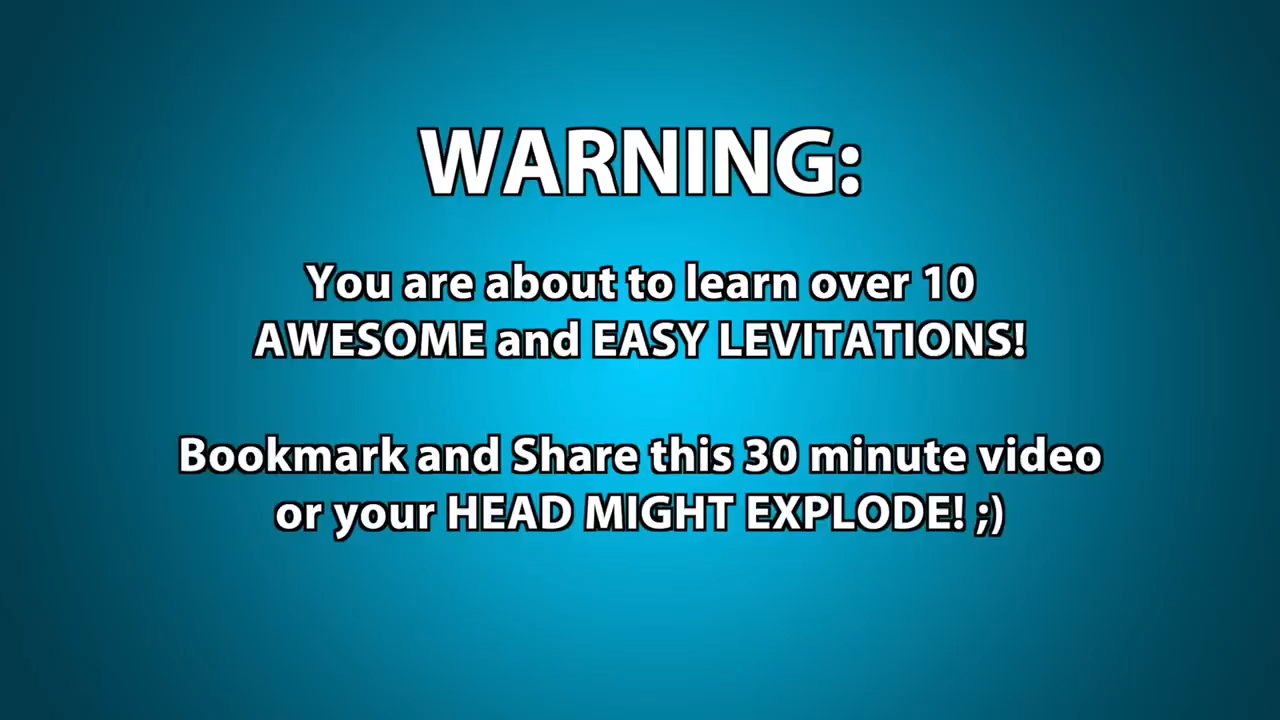 WARNING:
You are about to learn over 10
AWESOME and EASY LEVITATIONS!
Bookmark and Share this 30 minute video
or your HEAD MIGHT EXPLODE! ;)